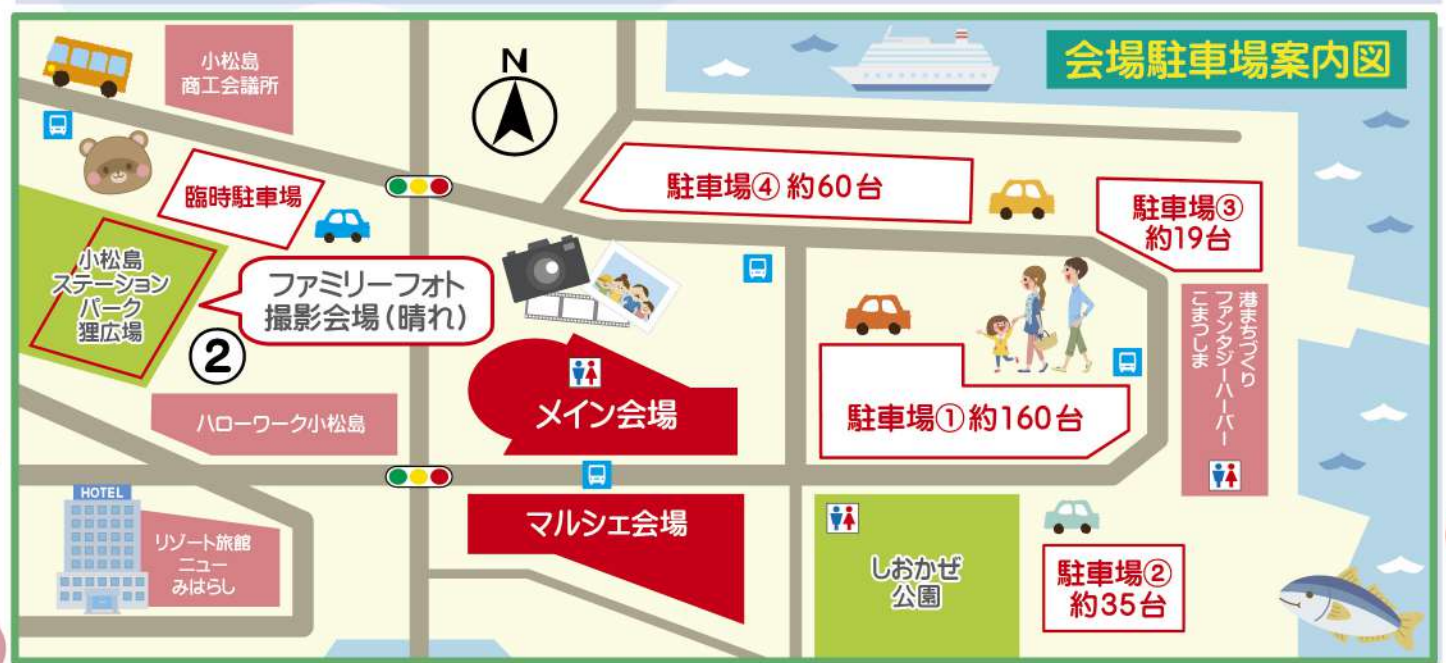 会場駐車場案内図
小松島
商工会議所
N
臨時駐車場
駐車場④ 約60台
駐車場③
約19台
小松島
ステーション
パーク
狸広場
ファミリーフォト
撮影会場(晴れ)
②
港まちづくり
ファンタジーハーバー
こまつしま
メイン会場
駐車場①約160台
ハローワーク小松島
HOTEL
リゾート旅館
ニュー
みはらし
マルシェ会場
しおかぜ
公園
駐車場②
約35台